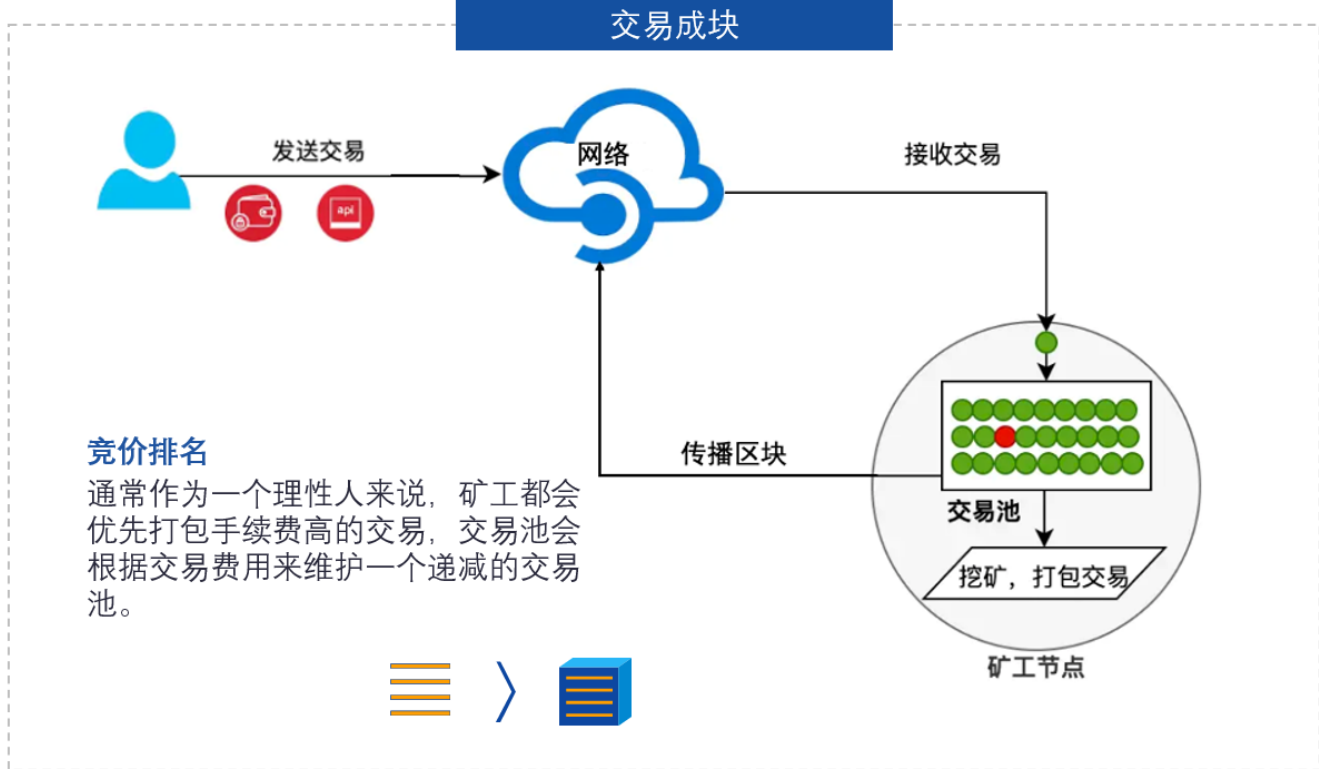 交易成块
发送交易
api
网络
接收交易
竞价排名
通常作为一个理性人来说，矿工都会
优先打包手续费高的交易，交易池会
根据交易费用来维护一个递减的交易
池。
传播区块
交易池
挖矿，打包交易
矿工节点